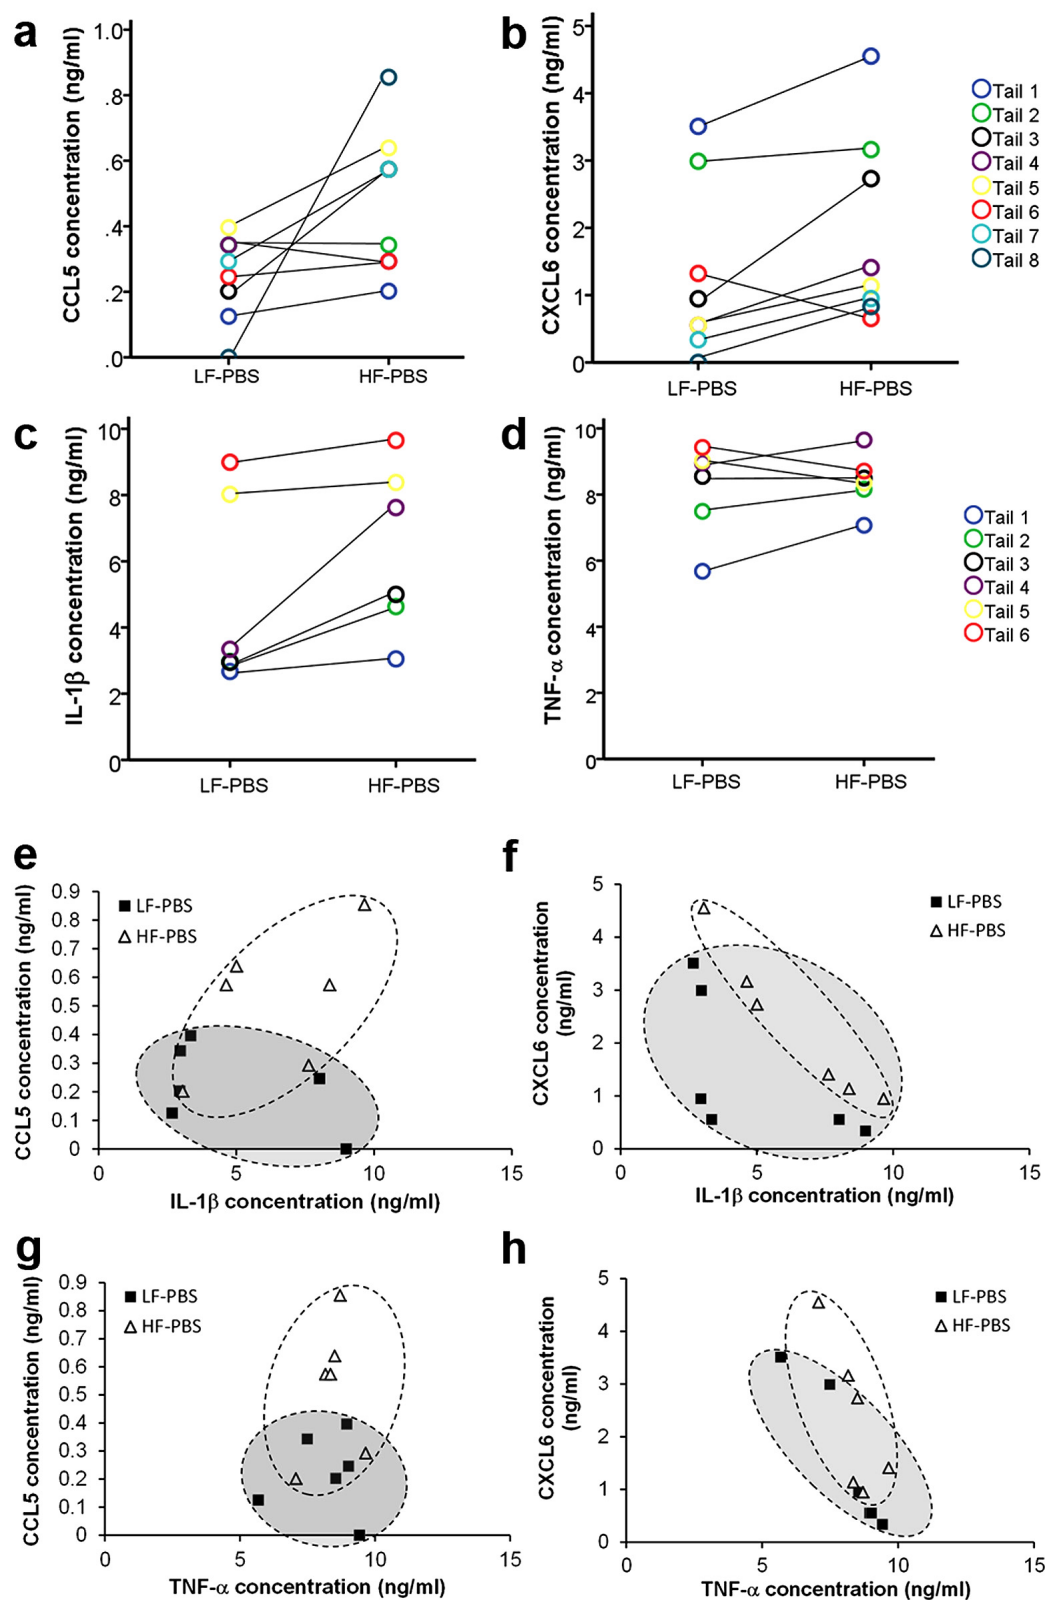 a
CCL5 concentration (ng/ml)
1.0
.8
.6
.4
.2
.0
LF-PBS
HF-PBS
b
CXCL6 concentration (ng/ml)
5
4
3
2
1
0
LF-PBS
HF-PBS
Tail 1
Tail 2
Tail 3
Tail 4
Tail 5
Tail 6
Tail 7
Tail 8
c
IL-1β concentration (ng/ml)
10
8
6
4
2
0
LF-PBS
HF-PBS
d
TNF-α concentration (ng/ml)
10
8
6
4
2
0
LF-PBS
HF-PBS
Tail 1
Tail 2
Tail 3
Tail 4
Tail 5
Tail 6
e
CCL5 concentration (ng/ml)
0.9
0.8
0.7
0.6
0.5
0.4
0.3
0.2
0.1
0
LF-PBS
HF-PBS
0
5
10
15
IL-1β concentration (ng/ml)
f
CXCL6 concentration
(ng/ml)
5
4
3
2
1
0
LF-PBS
HF-PBS
0
5
10
15
IL-1β concentration (ng/ml)
g
CCL5 concentration (ng/ml)
0.9
0.8
0.7
0.6
0.5
0.4
0.3
0.2
0.1
0
LF-PBS
HF-PBS
0
5
10
15
TNF-α concentration (ng/ml)
h
CXCL6 concentration
(ng/ml)
5
4
3
2
1
0
LF-PBS
HF-PBS
0
5
10
15
TNF-α concentration (ng/ml)